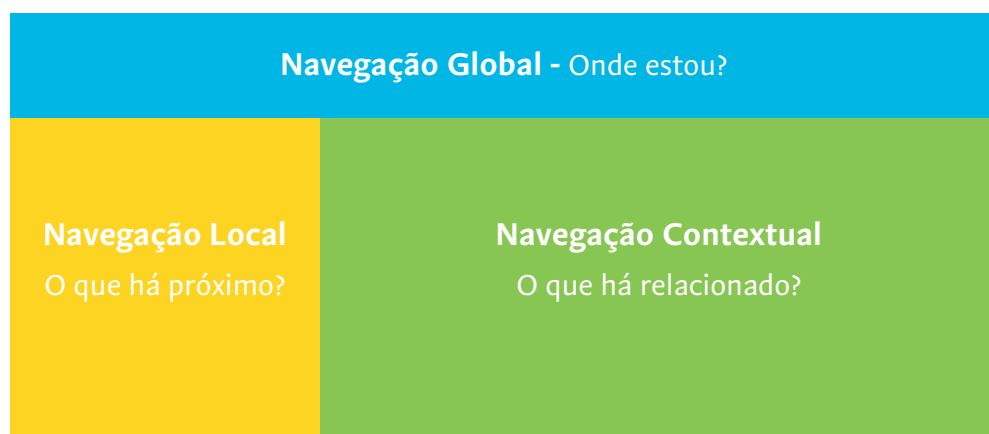 Navegação Global - Onde estou?
Navegação Local
O que há próximo?
Navegação Contextual
O que há relacionado?